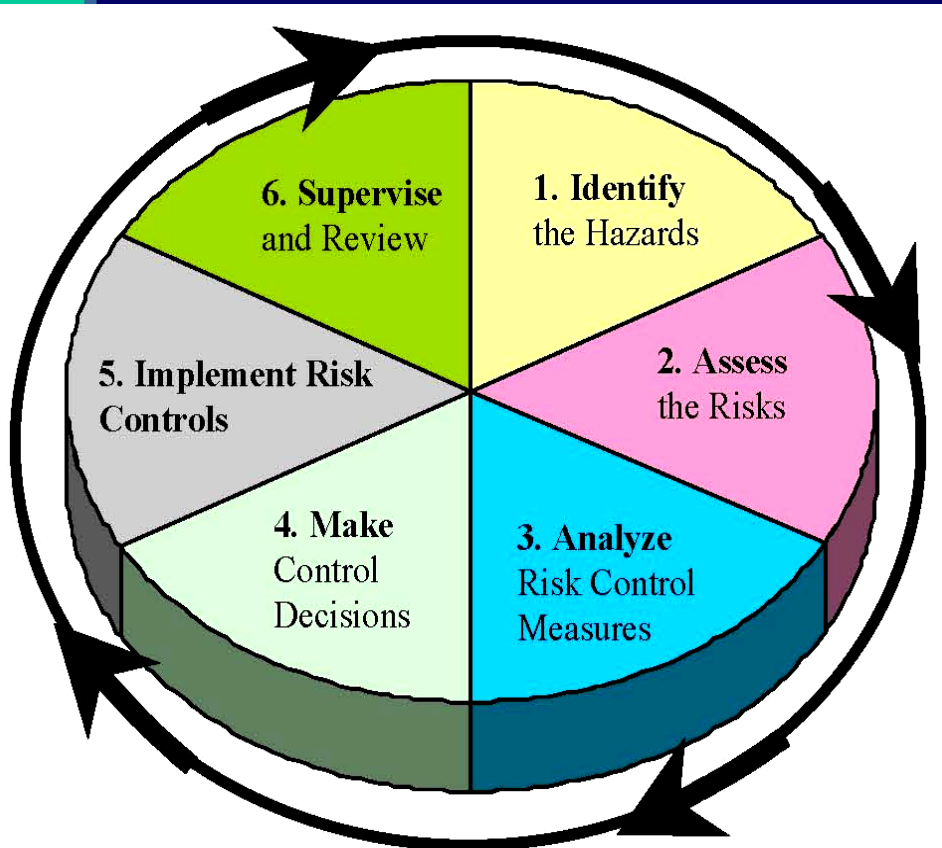 1. Identify
the Hazards
2. Assess
the Risks
3. Analyze
Risk Control
Measures
4. Make
Control
Decisions
5. Implement Risk
Controls
6. Supervise
and Review